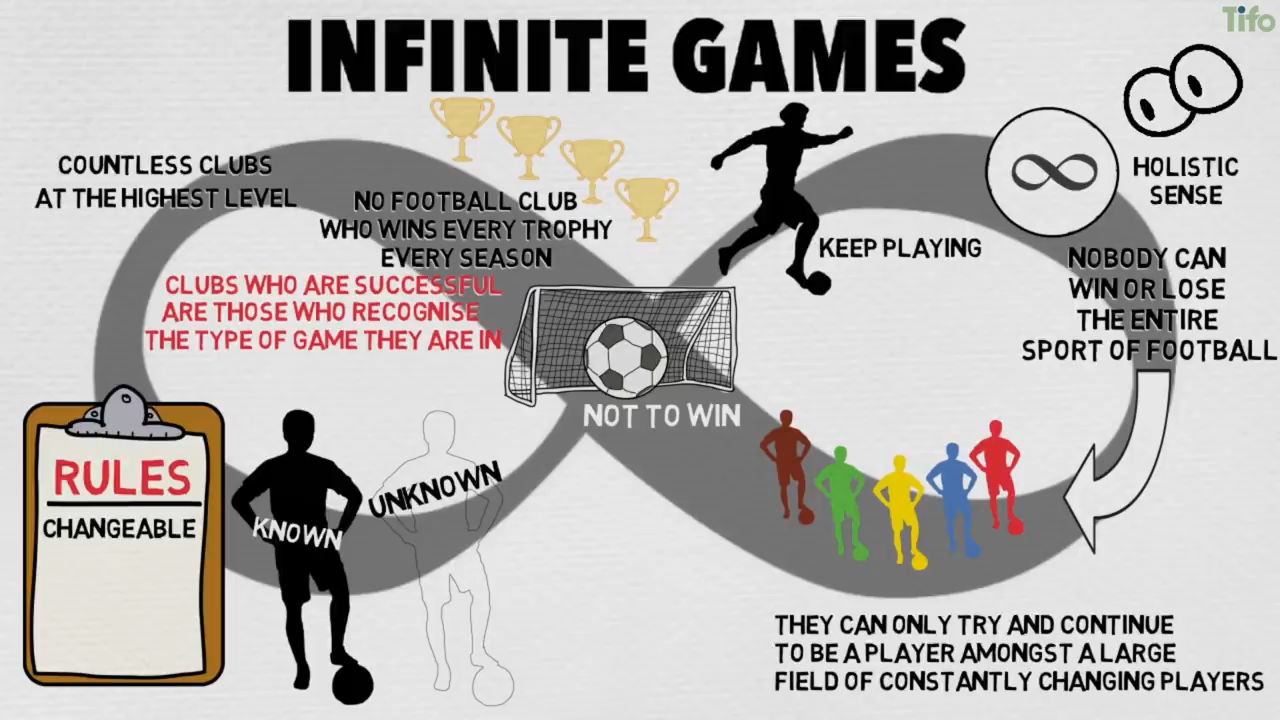 Tifo
INFINITE GAMES
COUNTLESS CLUBS
AT THE HIGHEST LEVEL
NO FOOTBALL CLUB
WHO WINS EVERY TROPHY
EVERY SEASON
CLUBS WHO ARE SUCCESSFUL
ARE THOSE WHO RECOGNISE
THE TYPE OF GAME THEY ARE IN
KEEP PLAYING
HOLISTIC
SENSE
NOBODY CAN
WIN OR LOSE
THE ENTIRE
SPORT OF FOOTBALL
NOT TO WIN
RULES
CHANGEABLE
KNOWN
UNKNOWN
THEY CAN ONLY TRY AND CONTINUE
TO BE A PLAYER AMONGST A LARGE
FIELD OF CONSTANTLY CHANGING PLAYERS